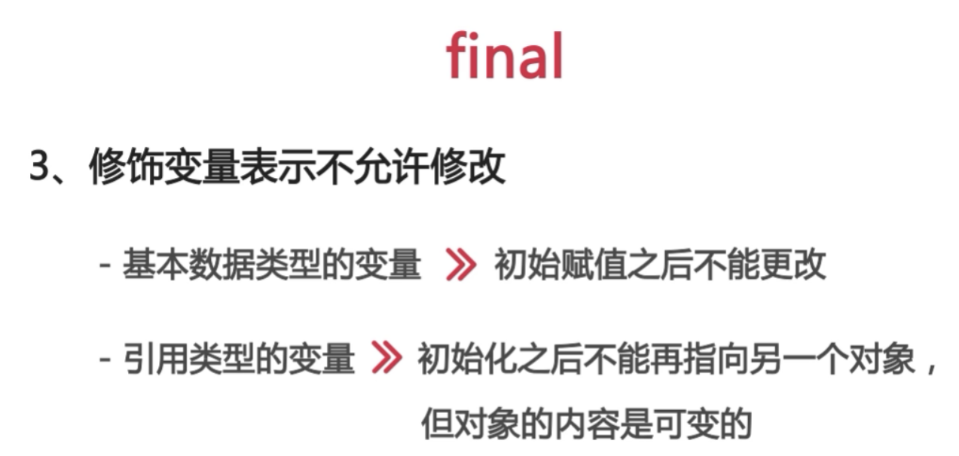 final
3、修饰变量表示不允许修改
- 基本数据类型的变量 》 初始赋值之后不能更改
- 引用类型的变量 》 初始化之后不能再指向另一个对象，
但对象的内容是可变的